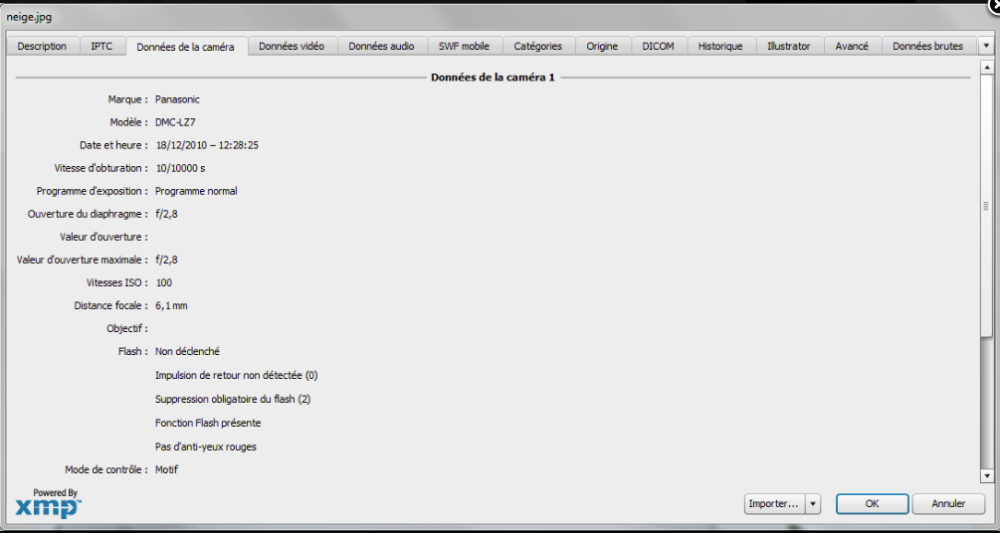 neige.jpg
Description IPTC Données de la caméra Données vidéo Données audio SWF mobile Catégories Origine DICOM Historique Illustrator Avancé Données brutes
Données de la caméra 1
Marque : Panasonic
Modèle : DMC-LZ7
Date et heure : 18/12/2010 – 12:28:25
Vitesse d'obturation : 10/10000 s
Programme d'exposition : Programme normal
Ouverture du diaphragme : f/2,8
Valeur d'ouverture :
Valeur d'ouverture maximale : f/2,8
Vitesses ISO : 100
Distance focale : 6,1 mm
Objectif :
Flash : Non déclenché
Impulsion de retour non détectée (0)
Suppression obligatoire du flash (2)
Fonction Flash présente
Pas d'anti-yeux rouges
Mode de contrôle : Motif
Powered By
xmp™
Importer... OK Annuler